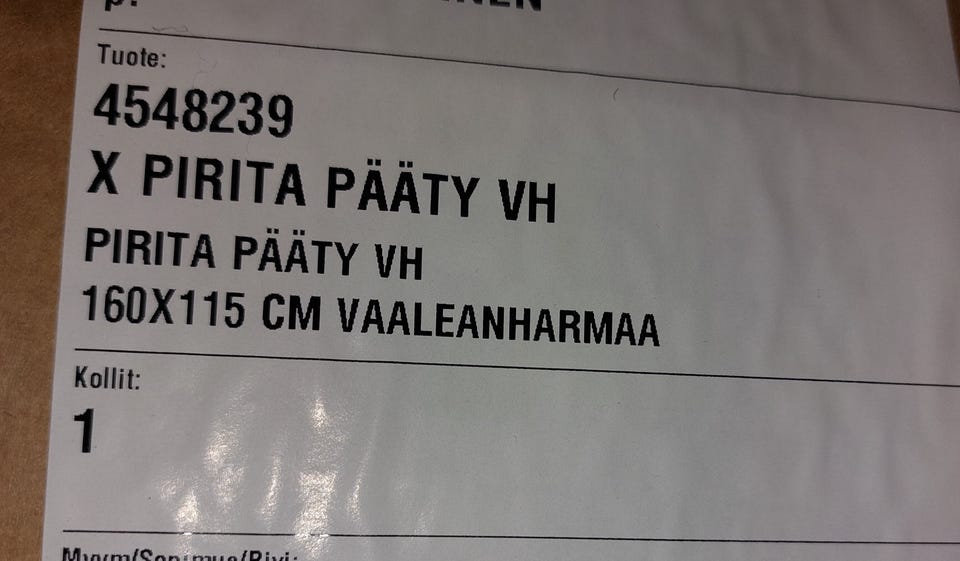 Tuote:
4548239
X PIRITA PÄÄTY VH
PIRITA PÄÄTY VH
160X115 CM VAALEANHARMAA
Kollit:
1